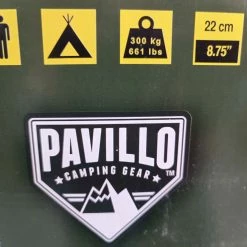 300 kg
661 lbs
22 cm
8.75"
PAVILLO
★CAMPING GEAR★
TM